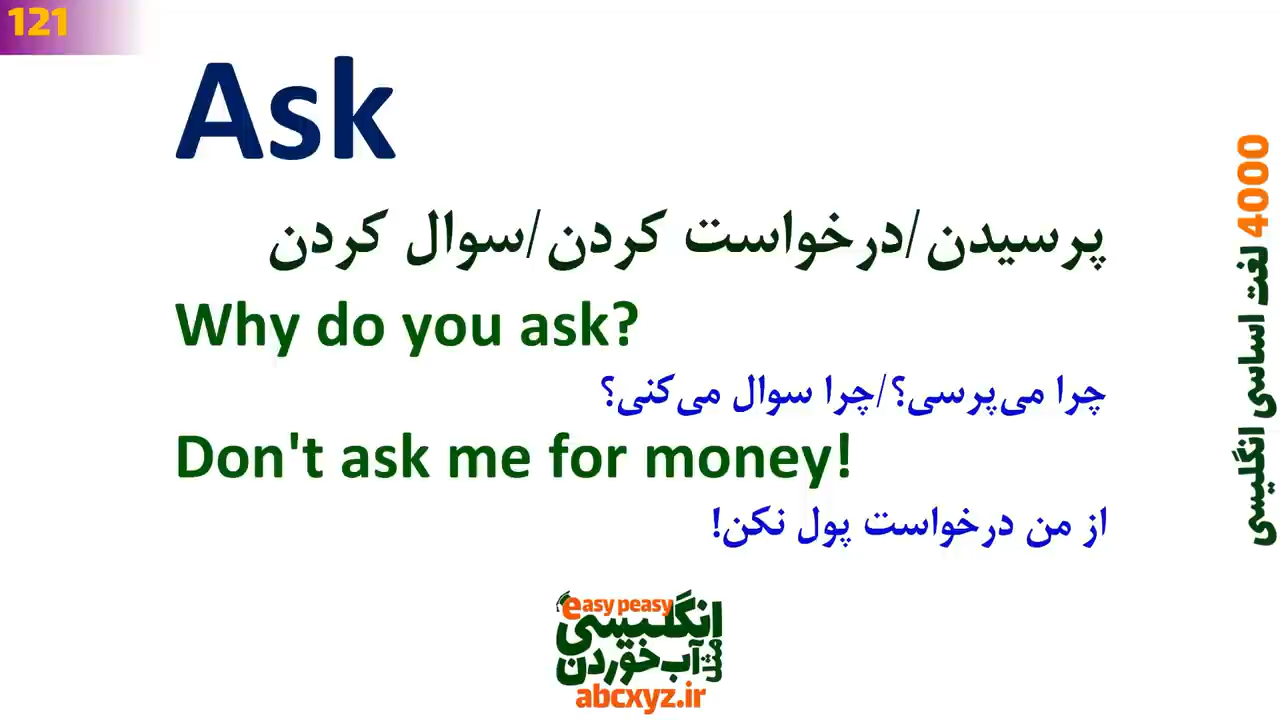 121
Ask
پرسیدن/درخواست کردن/سوال کردن
Why do you ask?
چرا می‌پرسی؟/چرا سوال می‌کنی؟
Don't ask me for money!
از من درخواست پول نکن!
4000 لغت اساسی انگلیسی
easy peasy
انگلیسی
مثل آب خوردن
abcxyz.ir